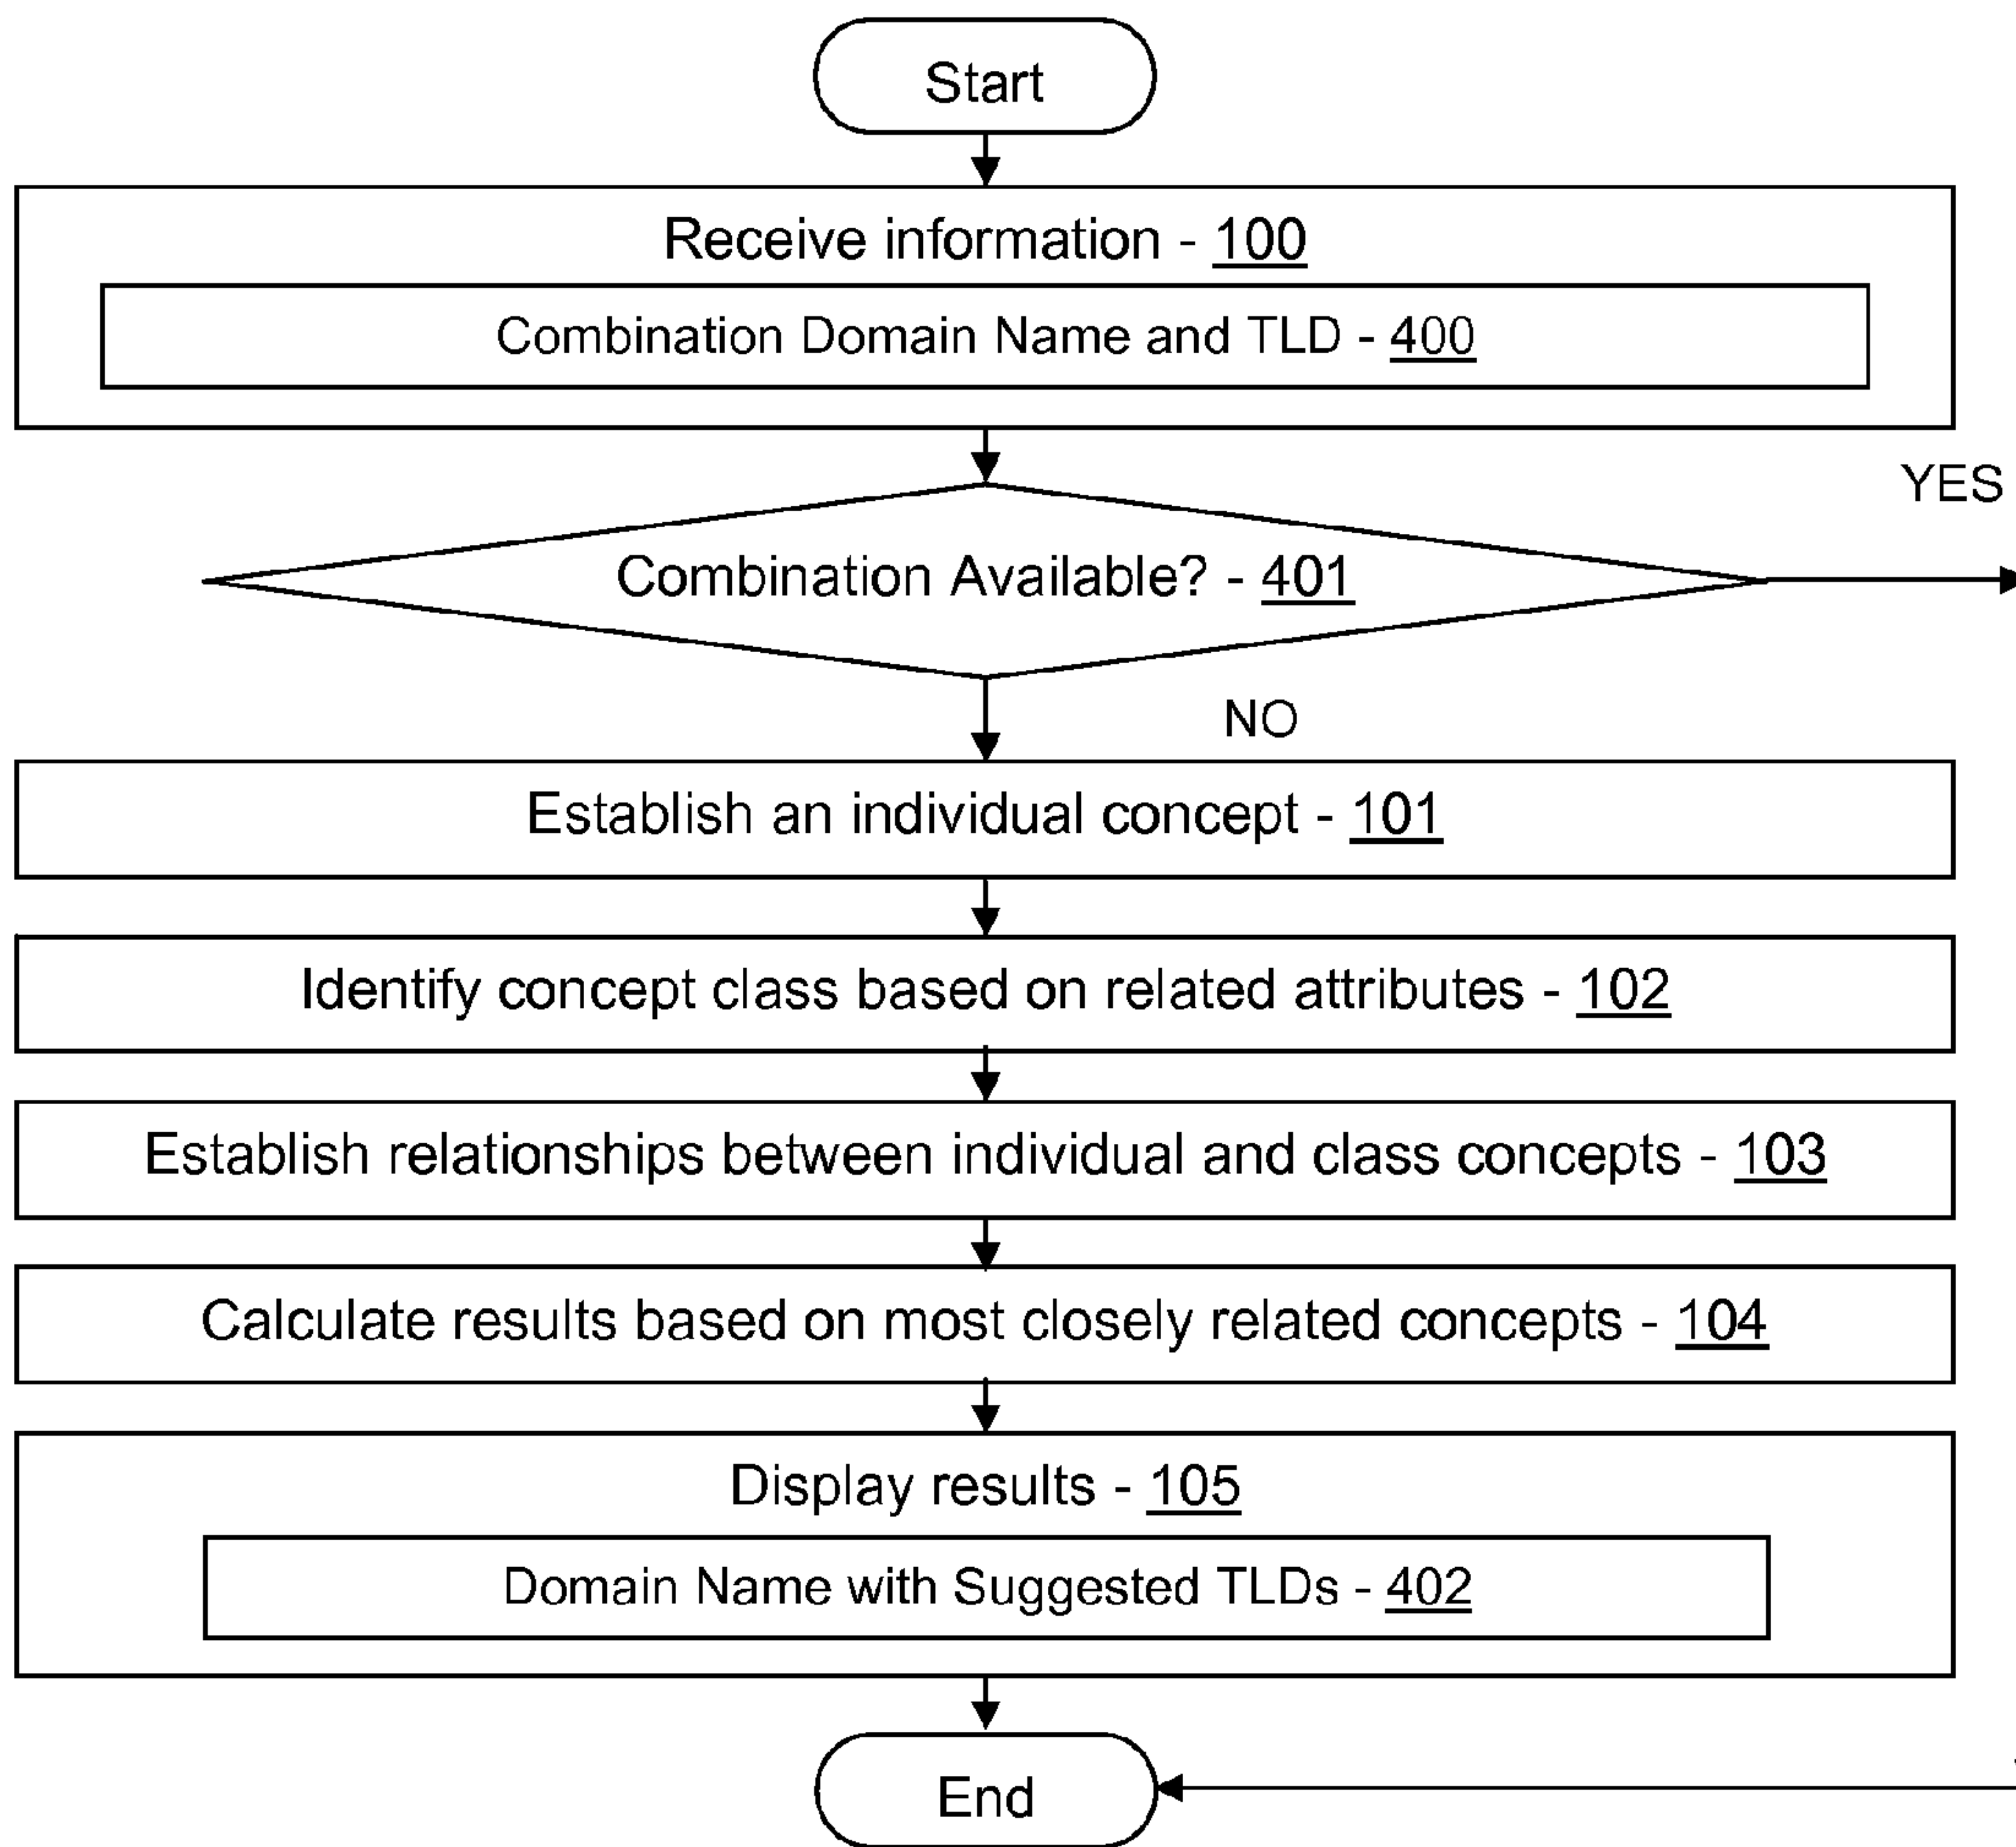 Start
Receive information - 100
Combination Domain Name and TLD - 400
YES
Combination Available? - 401
NO
Establish an individual concept - 101
Identify concept class based on related attributes - 102
Establish relationships between individual and class concepts - 103
Calculate results based on most closely related concepts - 104
Display results - 105
Domain Name with Suggested TLDs - 402
End